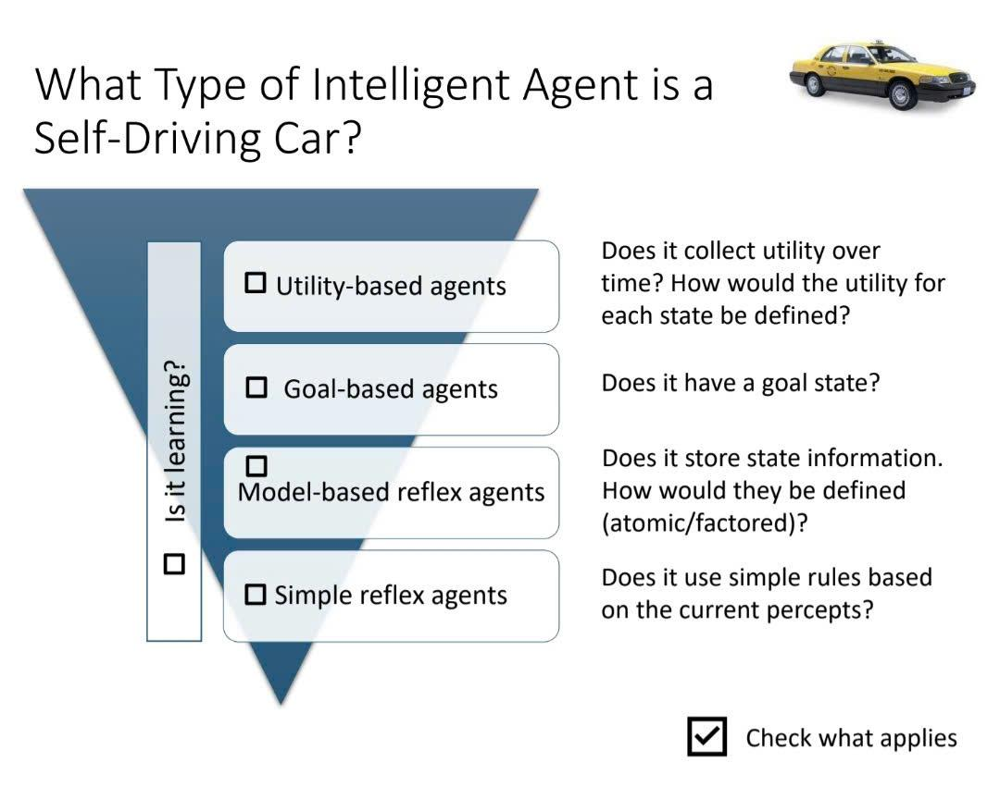 What Type of Intelligent Agent is a
Self-Driving Car?
Is it learning?
Utility-based agents
Does it collect utility over
time? How would the utility for
each state be defined?
Goal-based agents
Does it have a goal state?
Model-based reflex agents
Does it store state information.
How would they be defined
(atomic/factored)?
Simple reflex agents
Does it use simple rules based
on the current percepts?
Check what applies